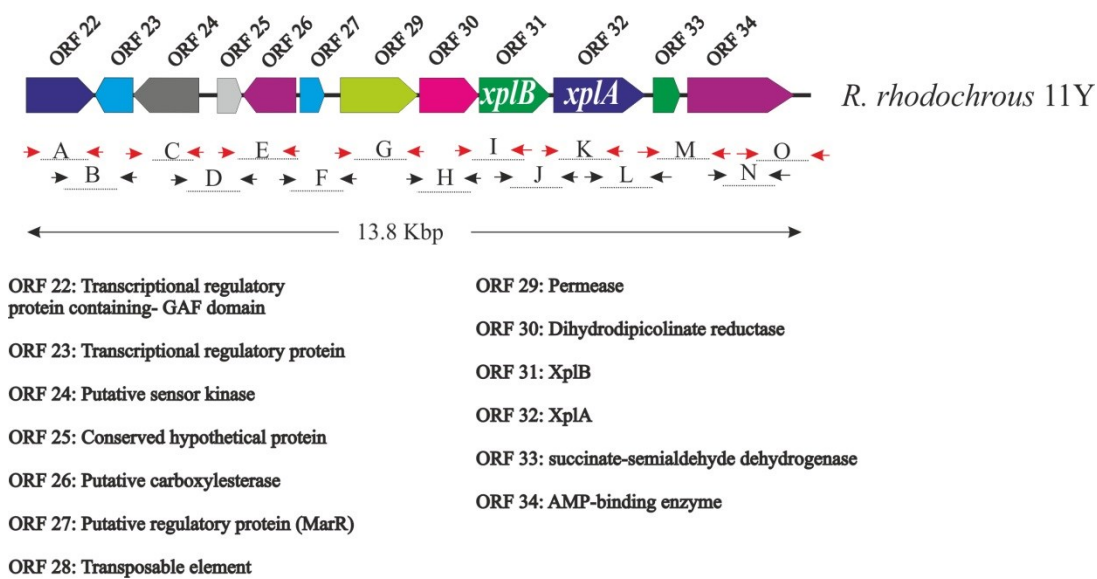 ORF 22 ORF 23 ORF 24 ORF 25 ORF 26 ORF 27 ORF 29 ORF 30 ORF 31 ORF 32 ORF 33 ORF 34
xplB xplA R. rhodochrous 11Y
A C E G I K M O
B D F H J L N
13.8 Kbp
ORF 22: Transcriptional regulatory
protein containing- GAF domain
ORF 23: Transcriptional regulatory protein
ORF 24: Putative sensor kinase
ORF 25: Conserved hypothetical protein
ORF 26: Putative carboxylesterase
ORF 27: Putative regulatory protein (MarR)
ORF 28: Transposable element
ORF 29: Permease
ORF 30: Dihydrodipicolinate reductase
ORF 31: XplB
ORF 32: XplA
ORF 33: succinate-semialdehyde dehydrogenase
ORF 34: AMP-binding enzyme